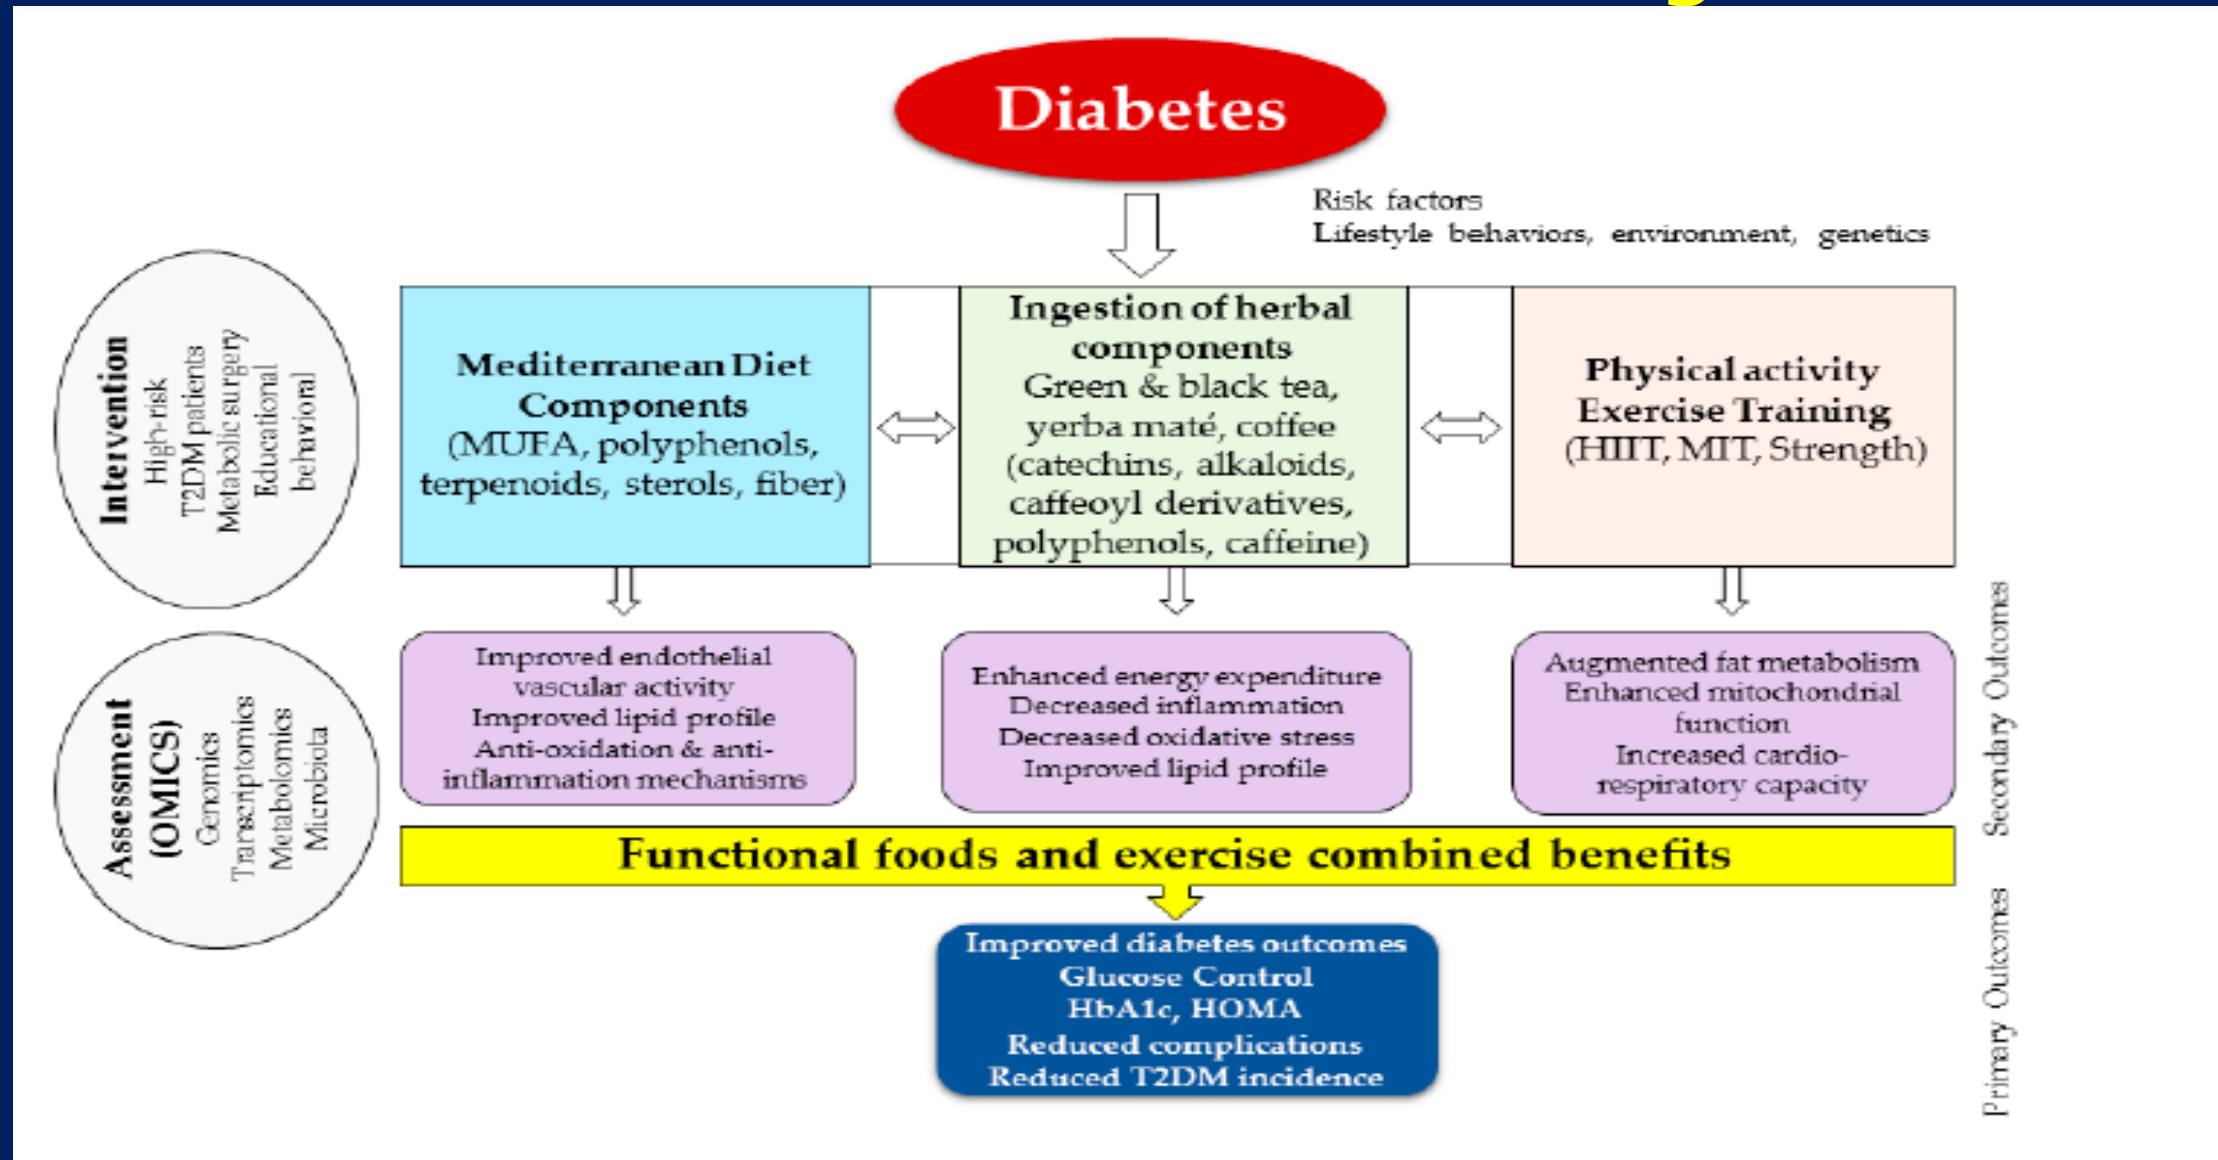 Diabetes
Risk factors
Lifestyle behaviors, environment, genetics
Intervention
High-risk
T2DM patients
Metabolic surgery
Educational
behavioral
Mediterranean Diet
Components
(MUFA, polyphenols,
terpenoids, sterols, fiber)
Ingestion of herbal
components
Green & black tea,
yerba maté, coffee
(catechins, alkaloids,
caffeoyl derivatives,
polyphenols, caffeine)
Physical activity
Exercise Training
(HIIT, MIT, Strength)
Assessment
(OMICS)
Genomics
Transcriptomics
Metabolomics
Microbiota
Improved endothelial
vascular activity
Improved lipid profile
Anti-oxidation & anti-
inflammation mechanisms
Enhanced energy expenditure
Decreased inflammation
Decreased oxidative stress
Improved lipid profile
Augmented fat metabolism
Enhanced mitochondrial
function
Increased cardio-
respiratory capacity
Secondary Outcomes
Functional foods and exercise combined benefits
Improved diabetes outcomes
Glucose Control
HbA1c, HOMA
Reduced complications
Reduced T2DM incidence
Primary Outcomes